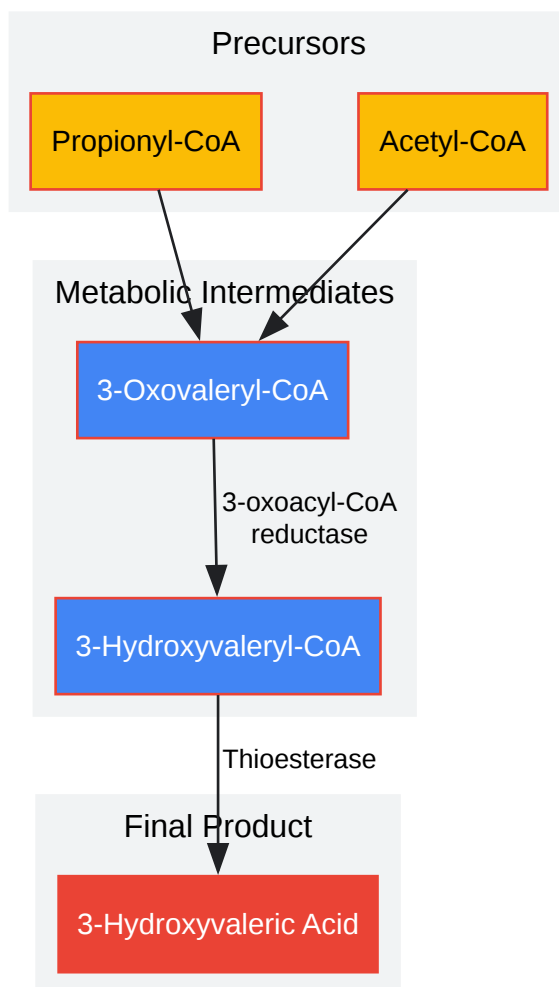 Precursors
Propionyl-CoA
Acetyl-CoA
Metabolic Intermediates
3-Oxovaleryl-CoA
3-oxoacyl-CoA
reductase
3-Hydroxyvaleryl-CoA
Thioesterase
Final Product
3-Hydroxyvaleric Acid